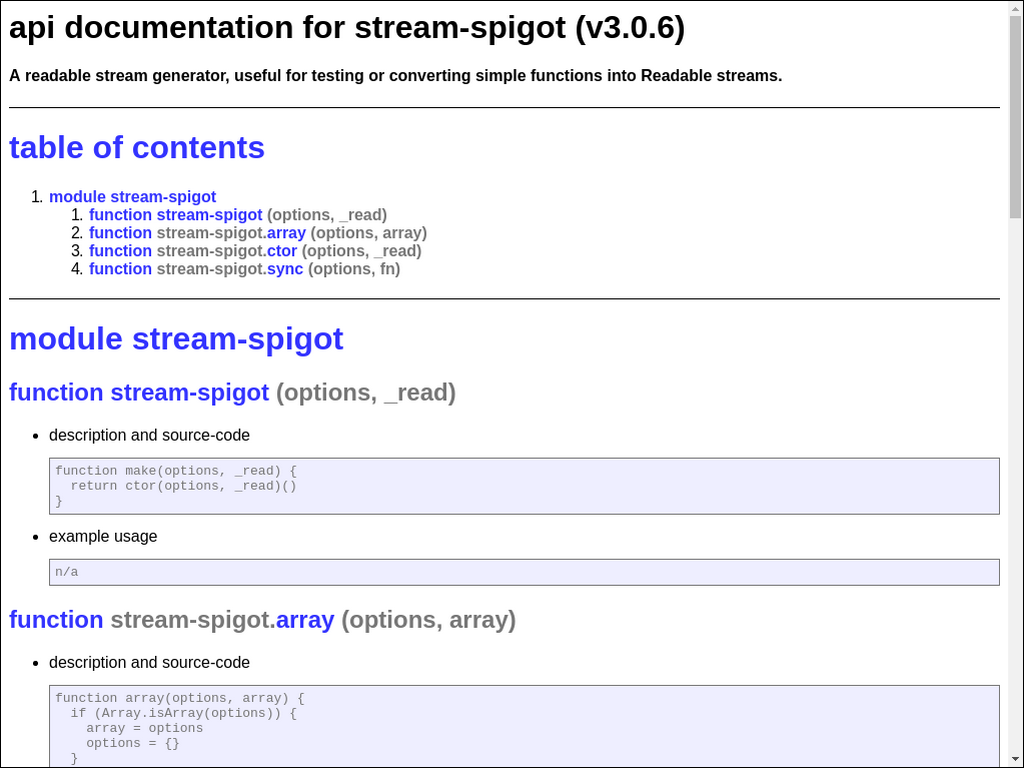 api documentation for stream-spigot (v3.0.6)
A readable stream generator, useful for testing or converting simple functions into Readable streams.
table of contents
1. module stream-spigot
1. function stream-spigot (options, _read)
2. function stream-spigot.array (options, array)
3. function stream-spigot.ctor (options, _read)
4. function stream-spigot.sync (options, fn)
module stream-spigot
function stream-spigot (options, _read)
• description and source-code
function make(options, _read) {
  return ctor(options, _read)()
}
• example usage
n/a
function stream-spigot.array (options, array)
• description and source-code
function array(options, array) {
  if (Array.isArray(options)) {
    array = options
    options = {}
  }